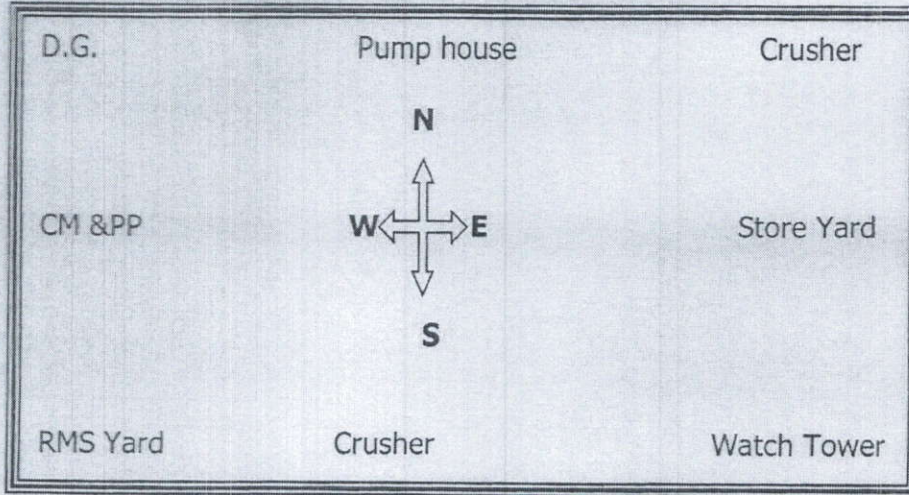 D.G. Pump house Crusher
N
CM &PP W E Store Yard
S
RMS Yard Crusher Watch Tower